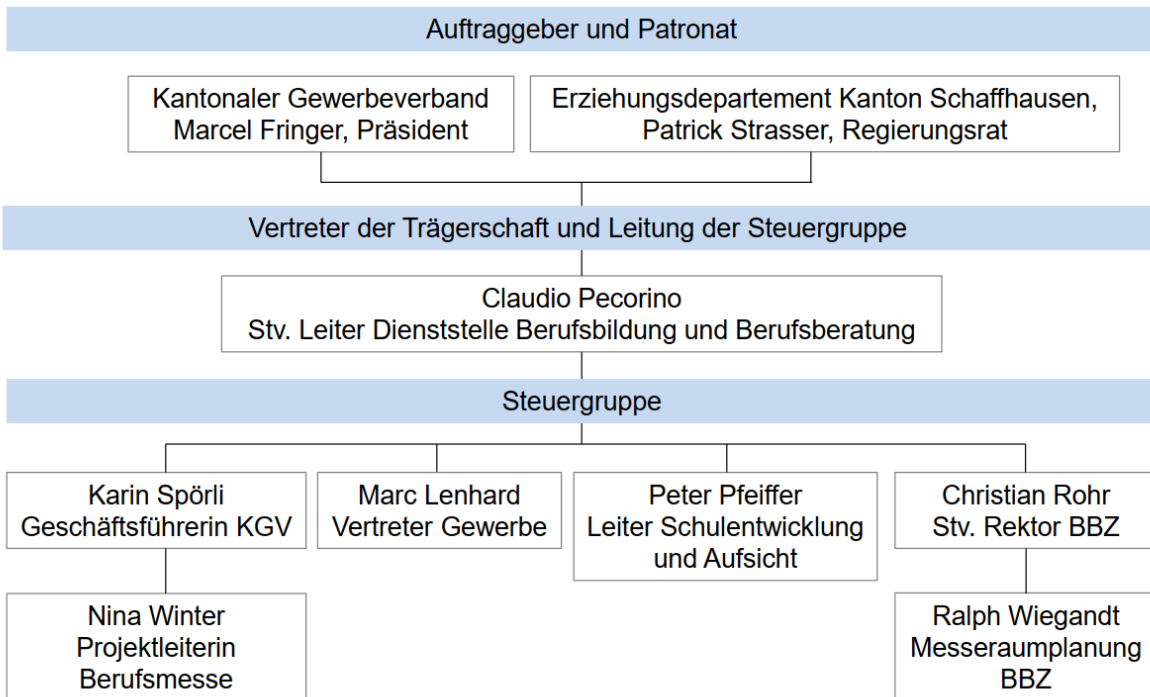 Auftraggeber und Patronat
Kantonaler Gewerbeverband
Marcel Fringer, Präsident
Erziehungsdepartement Kanton Schaffhausen,
Patrick Strasser, Regierungsrat
Vertreter der Trägerschaft und Leitung der Steuergruppe
Claudio Pecorino
Stv. Leiter Dienststelle Berufsbildung und Berufsberatung
Steuergruppe
Karin Spörli
Geschäftsführerin KGV
Marc Lenhard
Vertreter Gewerbe
Peter Pfeiffer
Leiter Schulentwicklung
und Aufsicht
Christian Rohr
Stv. Rektor BBZ
Nina Winter
Projektleiterin
Berufsmesse
Ralph Wiegandt
Messeraumplanung
BBZ